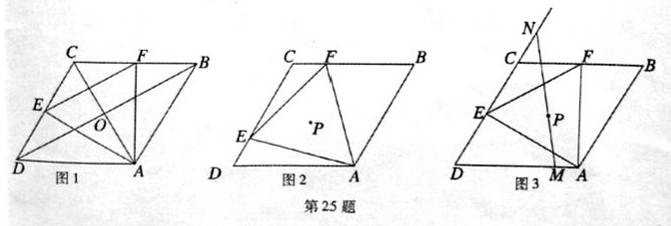 C F B E O D A
图1
C F B E P D A
图2
N C F B E P D M A
图3
第25题